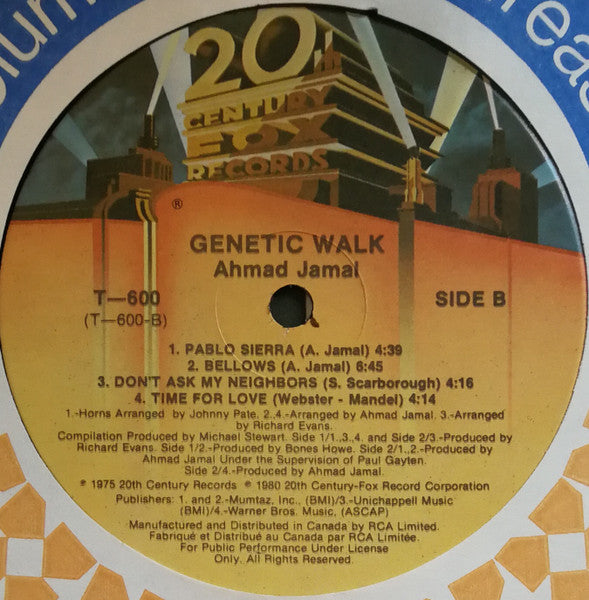 lum
rea
20
CENTURY
FOX
RECORDS
®
GENETIC WALK
Ahmad Jamal
T—600
(T—600-B)
SIDE B
1. PABLO SIERRA (A. Jamal) 4:39
2. BELLOWS (A. Jamal) 6:45
3. DON'T ASK MY NEIGHBORS (S. Scarborough) 4:16
4. TIME FOR LOVE (Webster - Mandel) 4:14
1.-Horns Arranged by Johnny Pate. 2.,4.-Arranged by Ahmad Jamal. 3.-Arranged
by Richard Evans.
Compilation Produced by Michael Stewart. Side 1/1.,3.,4. and Side 2/3.-Produced by
Richard Evans. Side 1/2.-Produced by Bones Howe. Side 2/1.,2.-Produced by
Ahmad Jamal Under the Supervision of Paul Gayten.
Side 2/4.-Produced by Ahmad Jamal.
℗ 1975 20th Century Records ℗ 1980 20th Century-Fox Record Corporation
Publishers: 1. and 2.-Mumtaz, Inc., (BMI)/3.-Unichappell Music
(BMI)/4.-Warner Bros. Music, (ASCAP)
Manufactured and Distributed in Canada by RCA Limited.
Fabriqué et Distribué au Canada par RCA Limitée.
For Public Performance Under License
Only. All Rights Reserved.